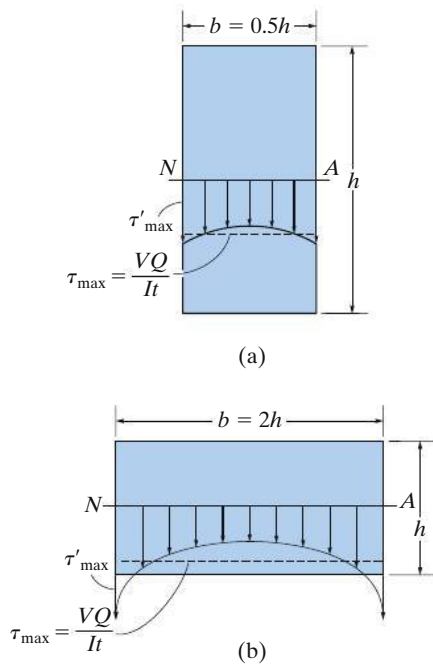 b = 0.5h
N
A
h
τ′max
τmax = VQ/It
(a)
b = 2h
N
A
h
τ′max
τmax = VQ/It
(b)